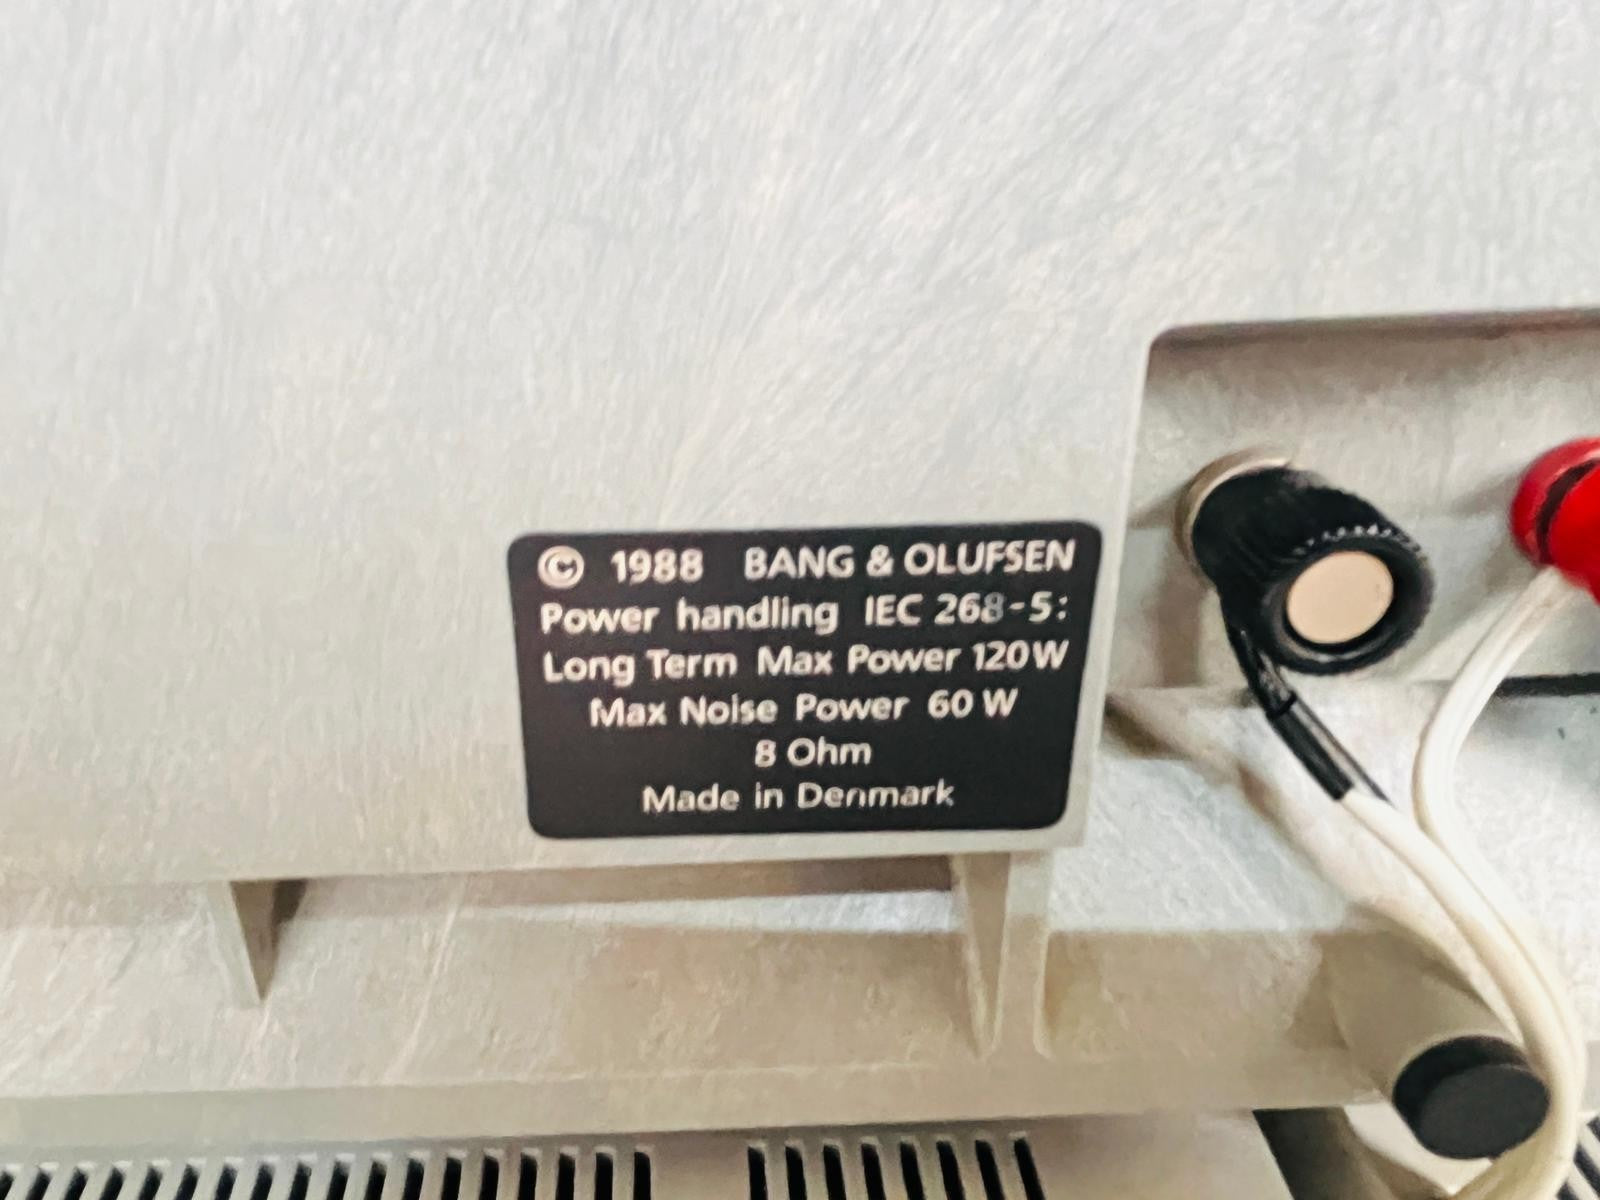 © 1988 BANG & OLUFSEN
Power handling IEC 268-5:
Long Term Max Power 120W
Max Noise Power 60 W
8 Ohm
Made in Denmark